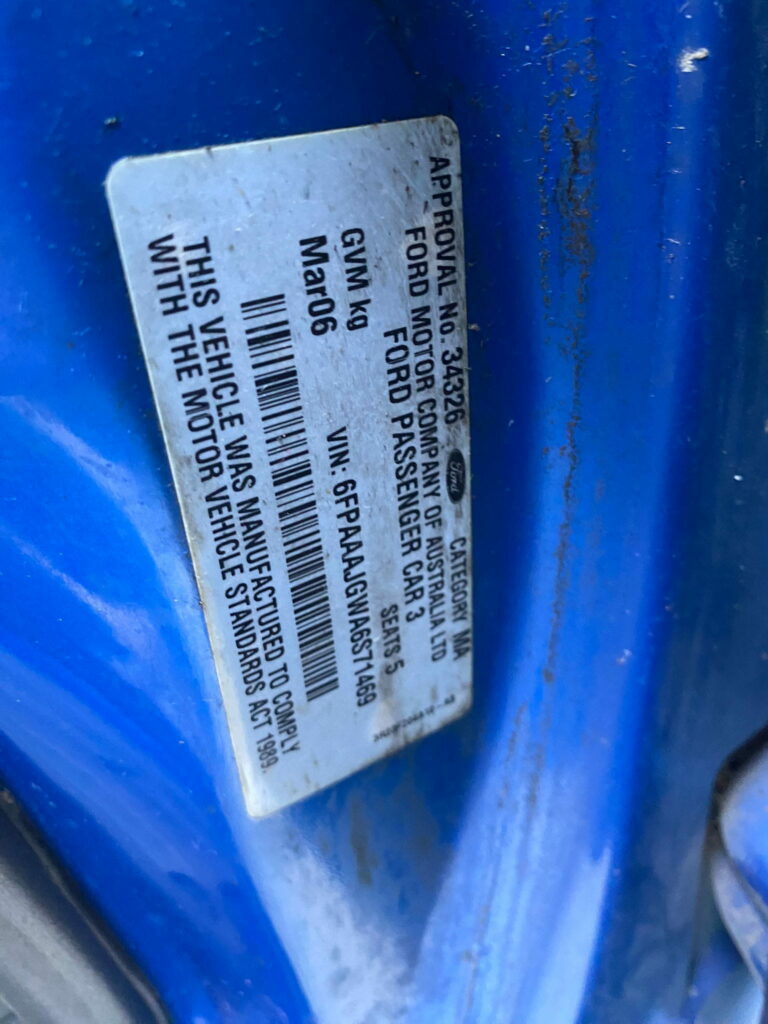 APPROVAL No. 34326 Ford CATEGORY MA
FORD MOTOR COMPANY OF AUSTRALIA LTD
FORD PASSENGER CAR 3
GVM kg SEATS 5
Mar06 VIN: 6FPAAAJGWA6S71469
THIS VEHICLE WAS MANUFACTURED TO COMPLY
WITH THE MOTOR VEHICLE STANDARDS ACT 1989.